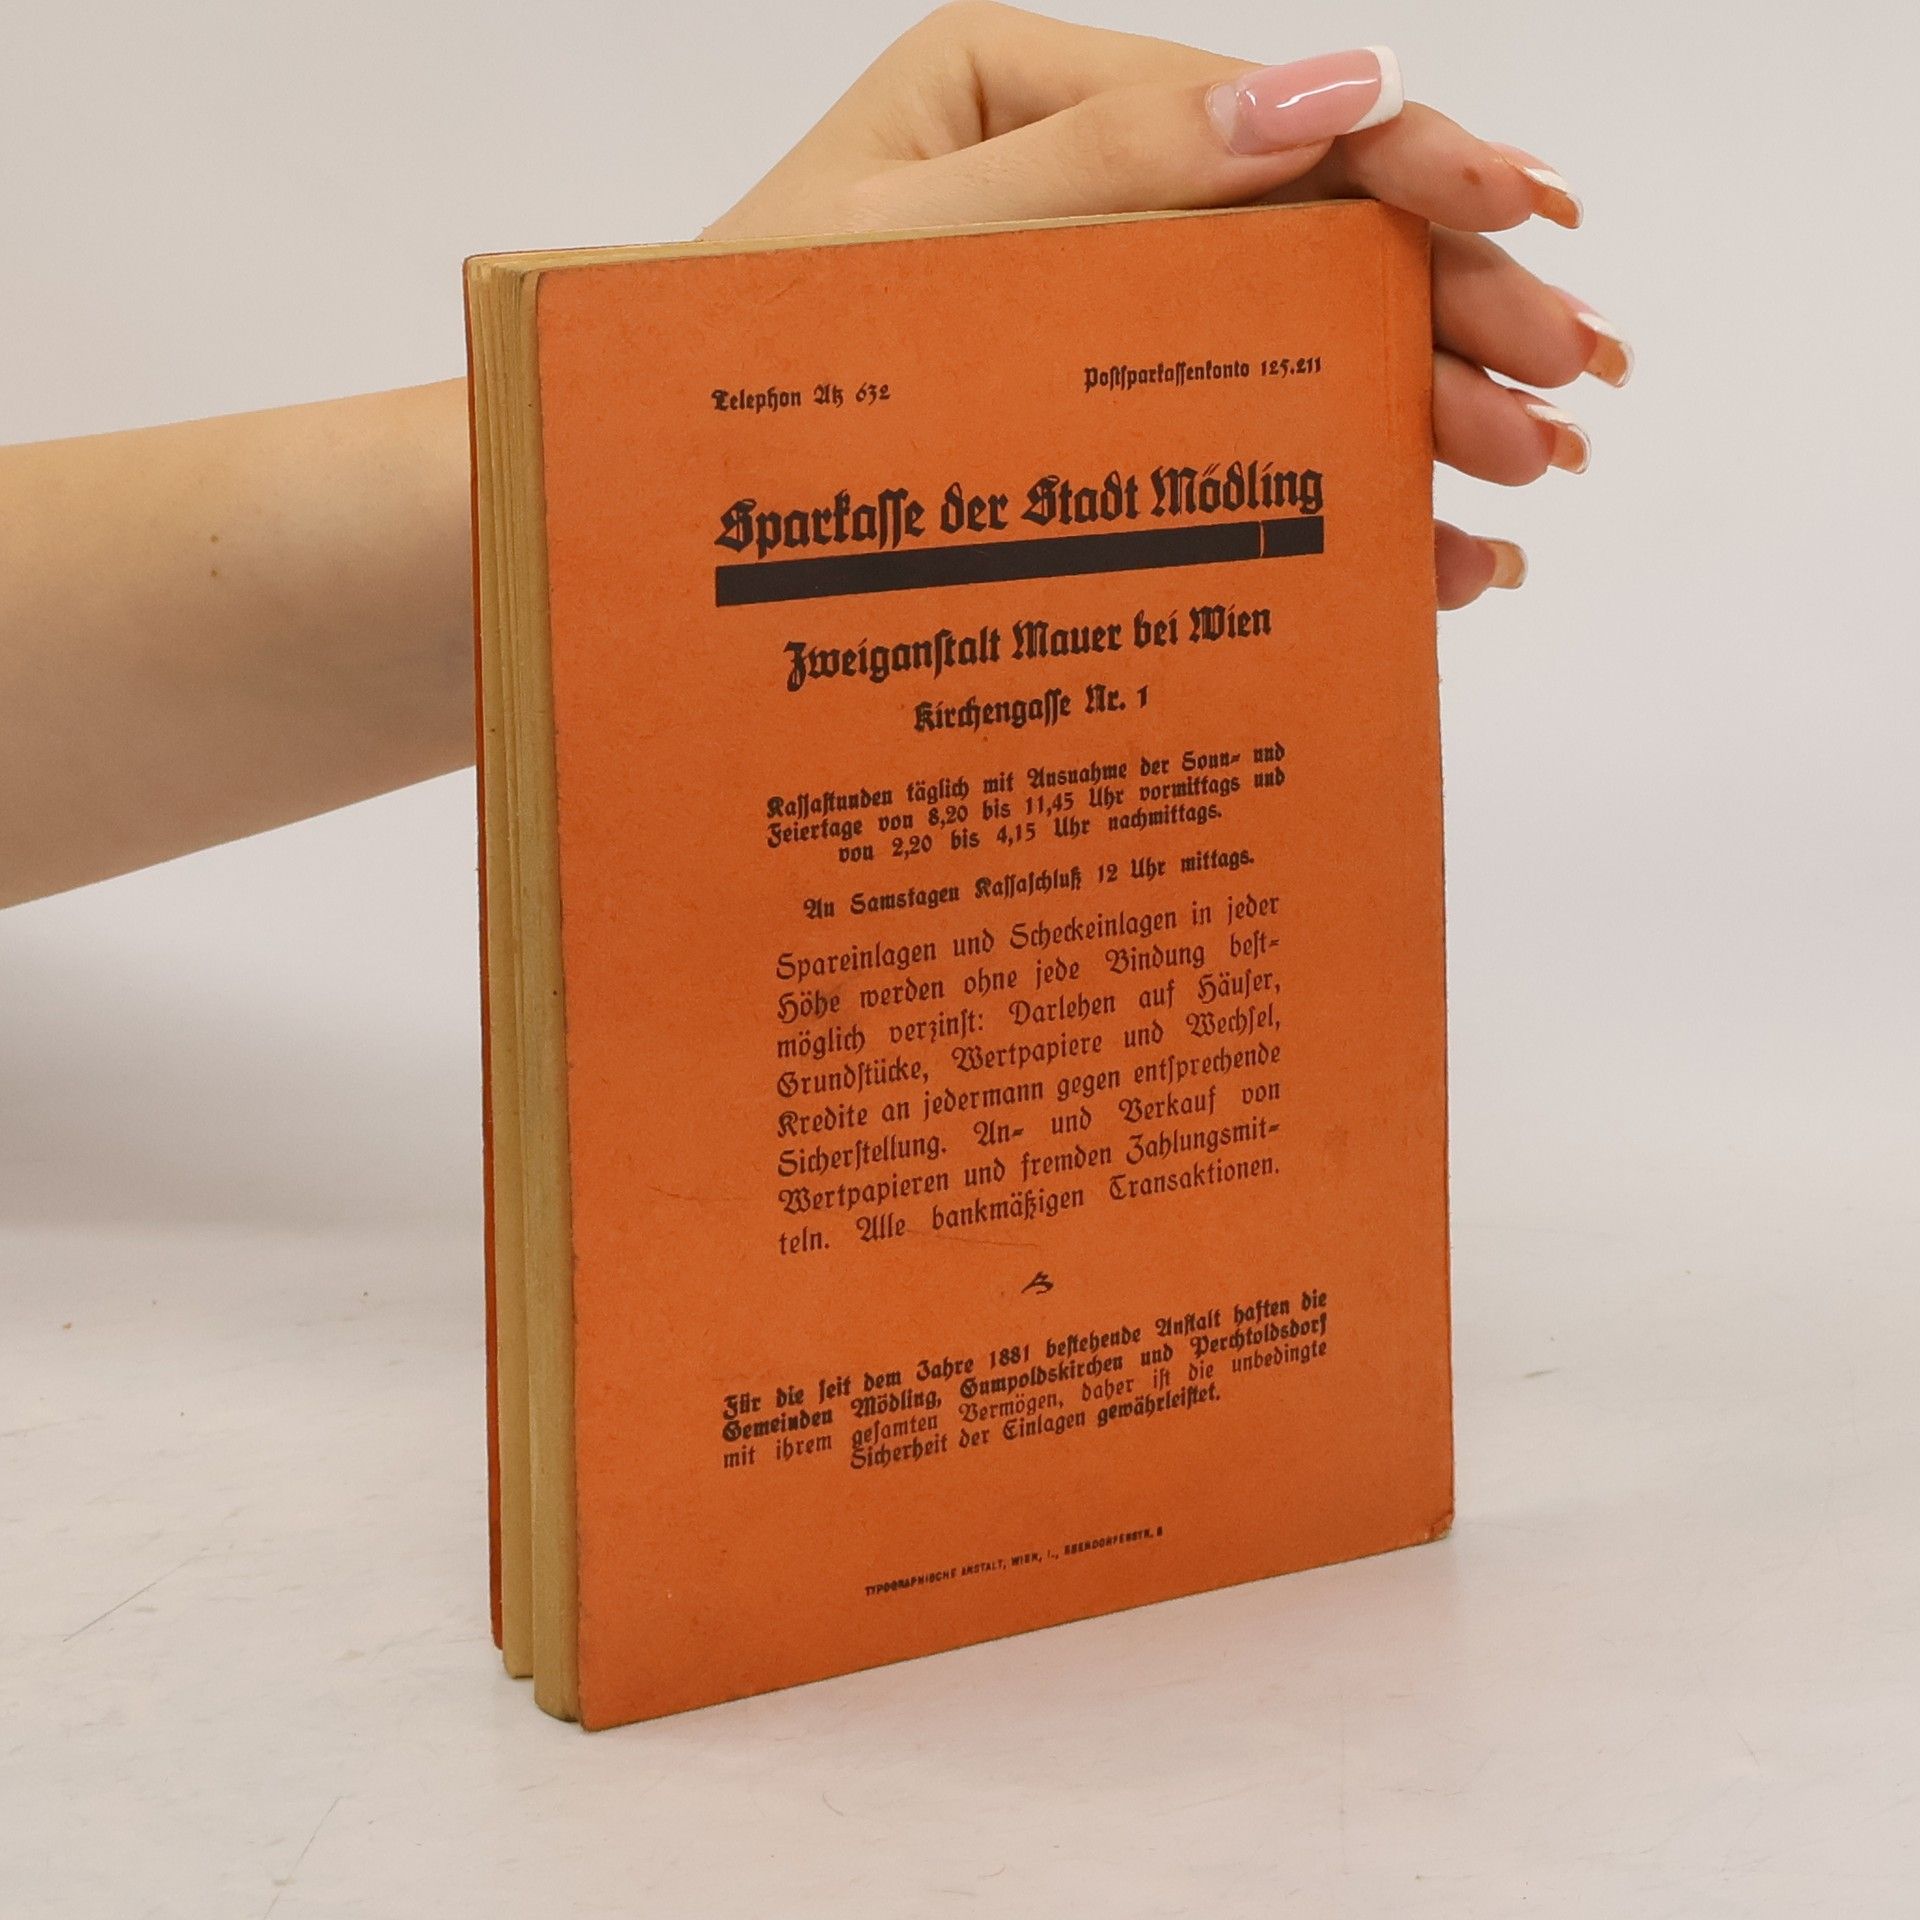 Telephon Atz 632
Postsparkassenkonto 125.211
Sparkasse der Stadt Mödling
Zweiganstalt Mauer bei Wien
Kirchengasse Nr. 1
Kassastunden täglich mit Ausnahme der Sonn- und
Feiertage von 8,20 bis 11,45 Uhr vormittags und
von 2,20 bis 4,15 Uhr nachmittags.
An Samstagen Kassaschluß 12 Uhr mittags.
Spareinlagen und Scheckeinlagen in jeder
Höhe werden ohne jede Bindung best-
möglich verzinst: Darlehen auf Häuser,
Grundstücke, Wertpapiere und Wechsel,
Kredite an jedermann gegen entsprechende
Sicherstellung. An- und Verkauf von
Wertpapieren und fremden Zahlungsmit-
teln. Alle bankmäßigen Transaktionen.
Für die seit dem Jahre 1881 bestehende Anstalt haften die
Gemeinden Mödling, Gumpoldskirchen und Perchtoldsdorf
mit ihrem gesamten Vermögen, daher ist die unbedingte
Sicherheit der Einlagen gewährleistet.
TYPOGRAPHISCHE ANSTALT, WIEN, I., EBENDORFERSTR. 8